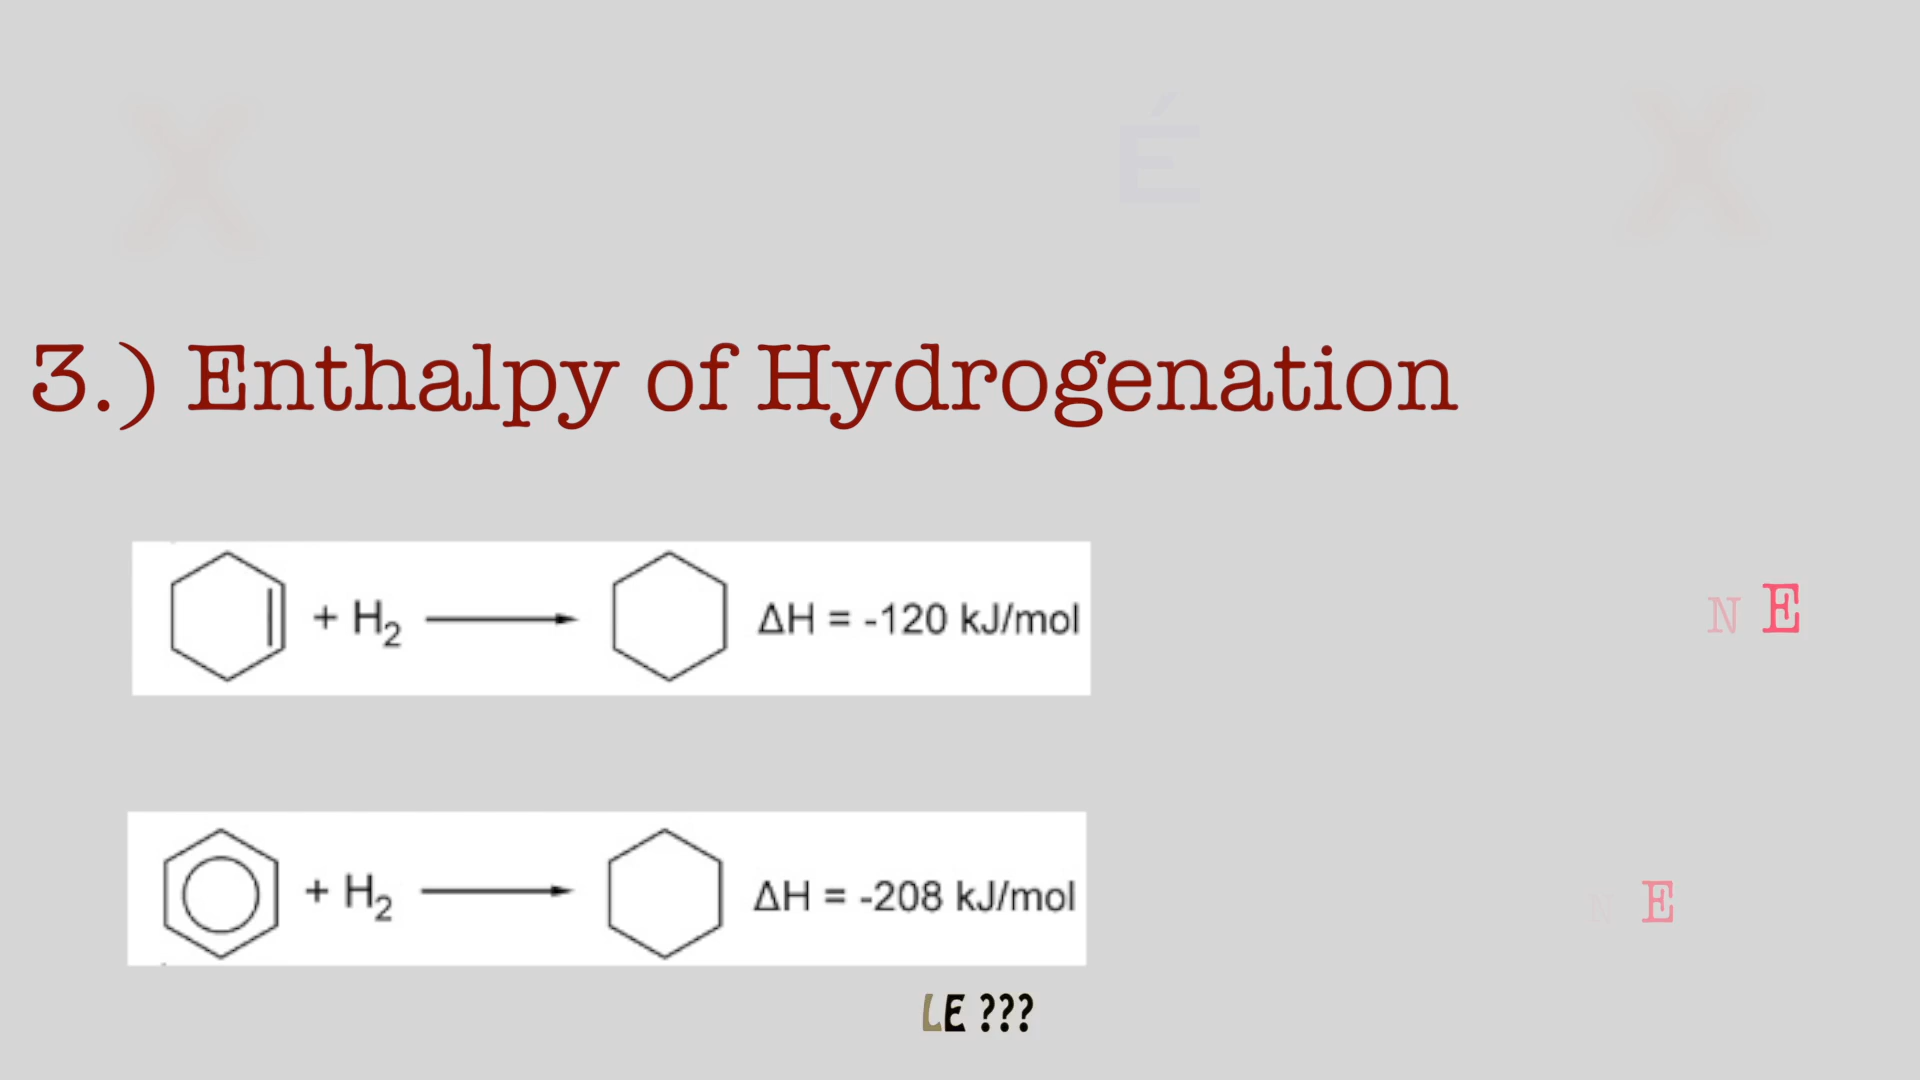 X É X
3.) Enthalpy of Hydrogenation
+ H₂ ⟶ ΔH = -120 kJ/mol
N E
+ H₂ ⟶ ΔH = -208 kJ/mol
N E
LE ???